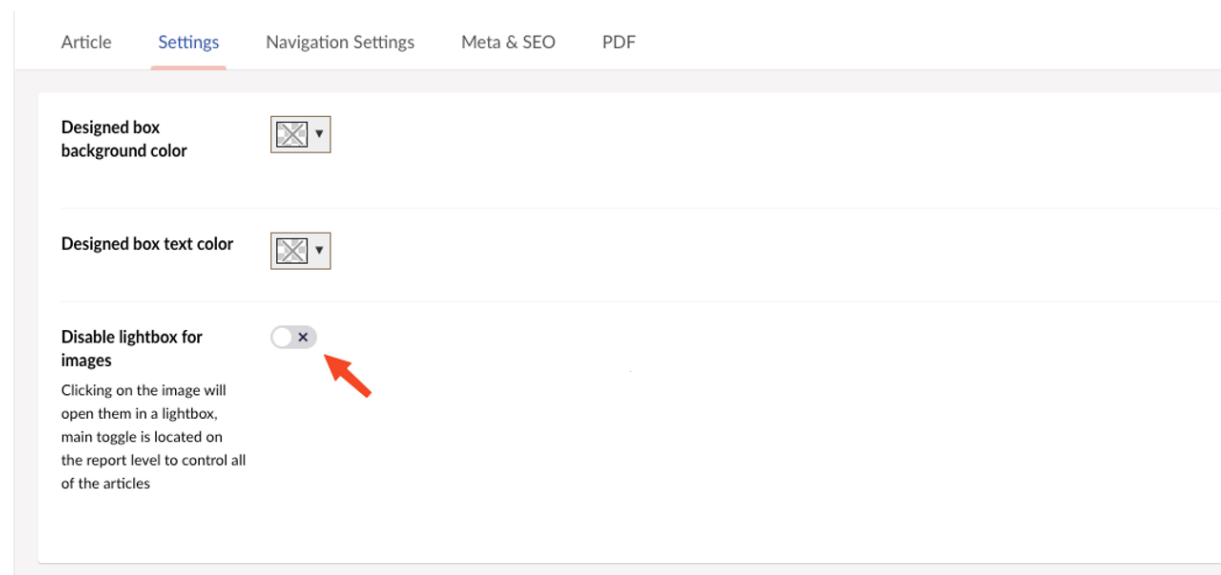 Article Settings Navigation Settings Meta & SEO PDF
Designed box
background color
Designed box text color
Disable lightbox for
images
Clicking on the image will
open them in a lightbox,
main toggle is located on
the report level to control all
of the articles